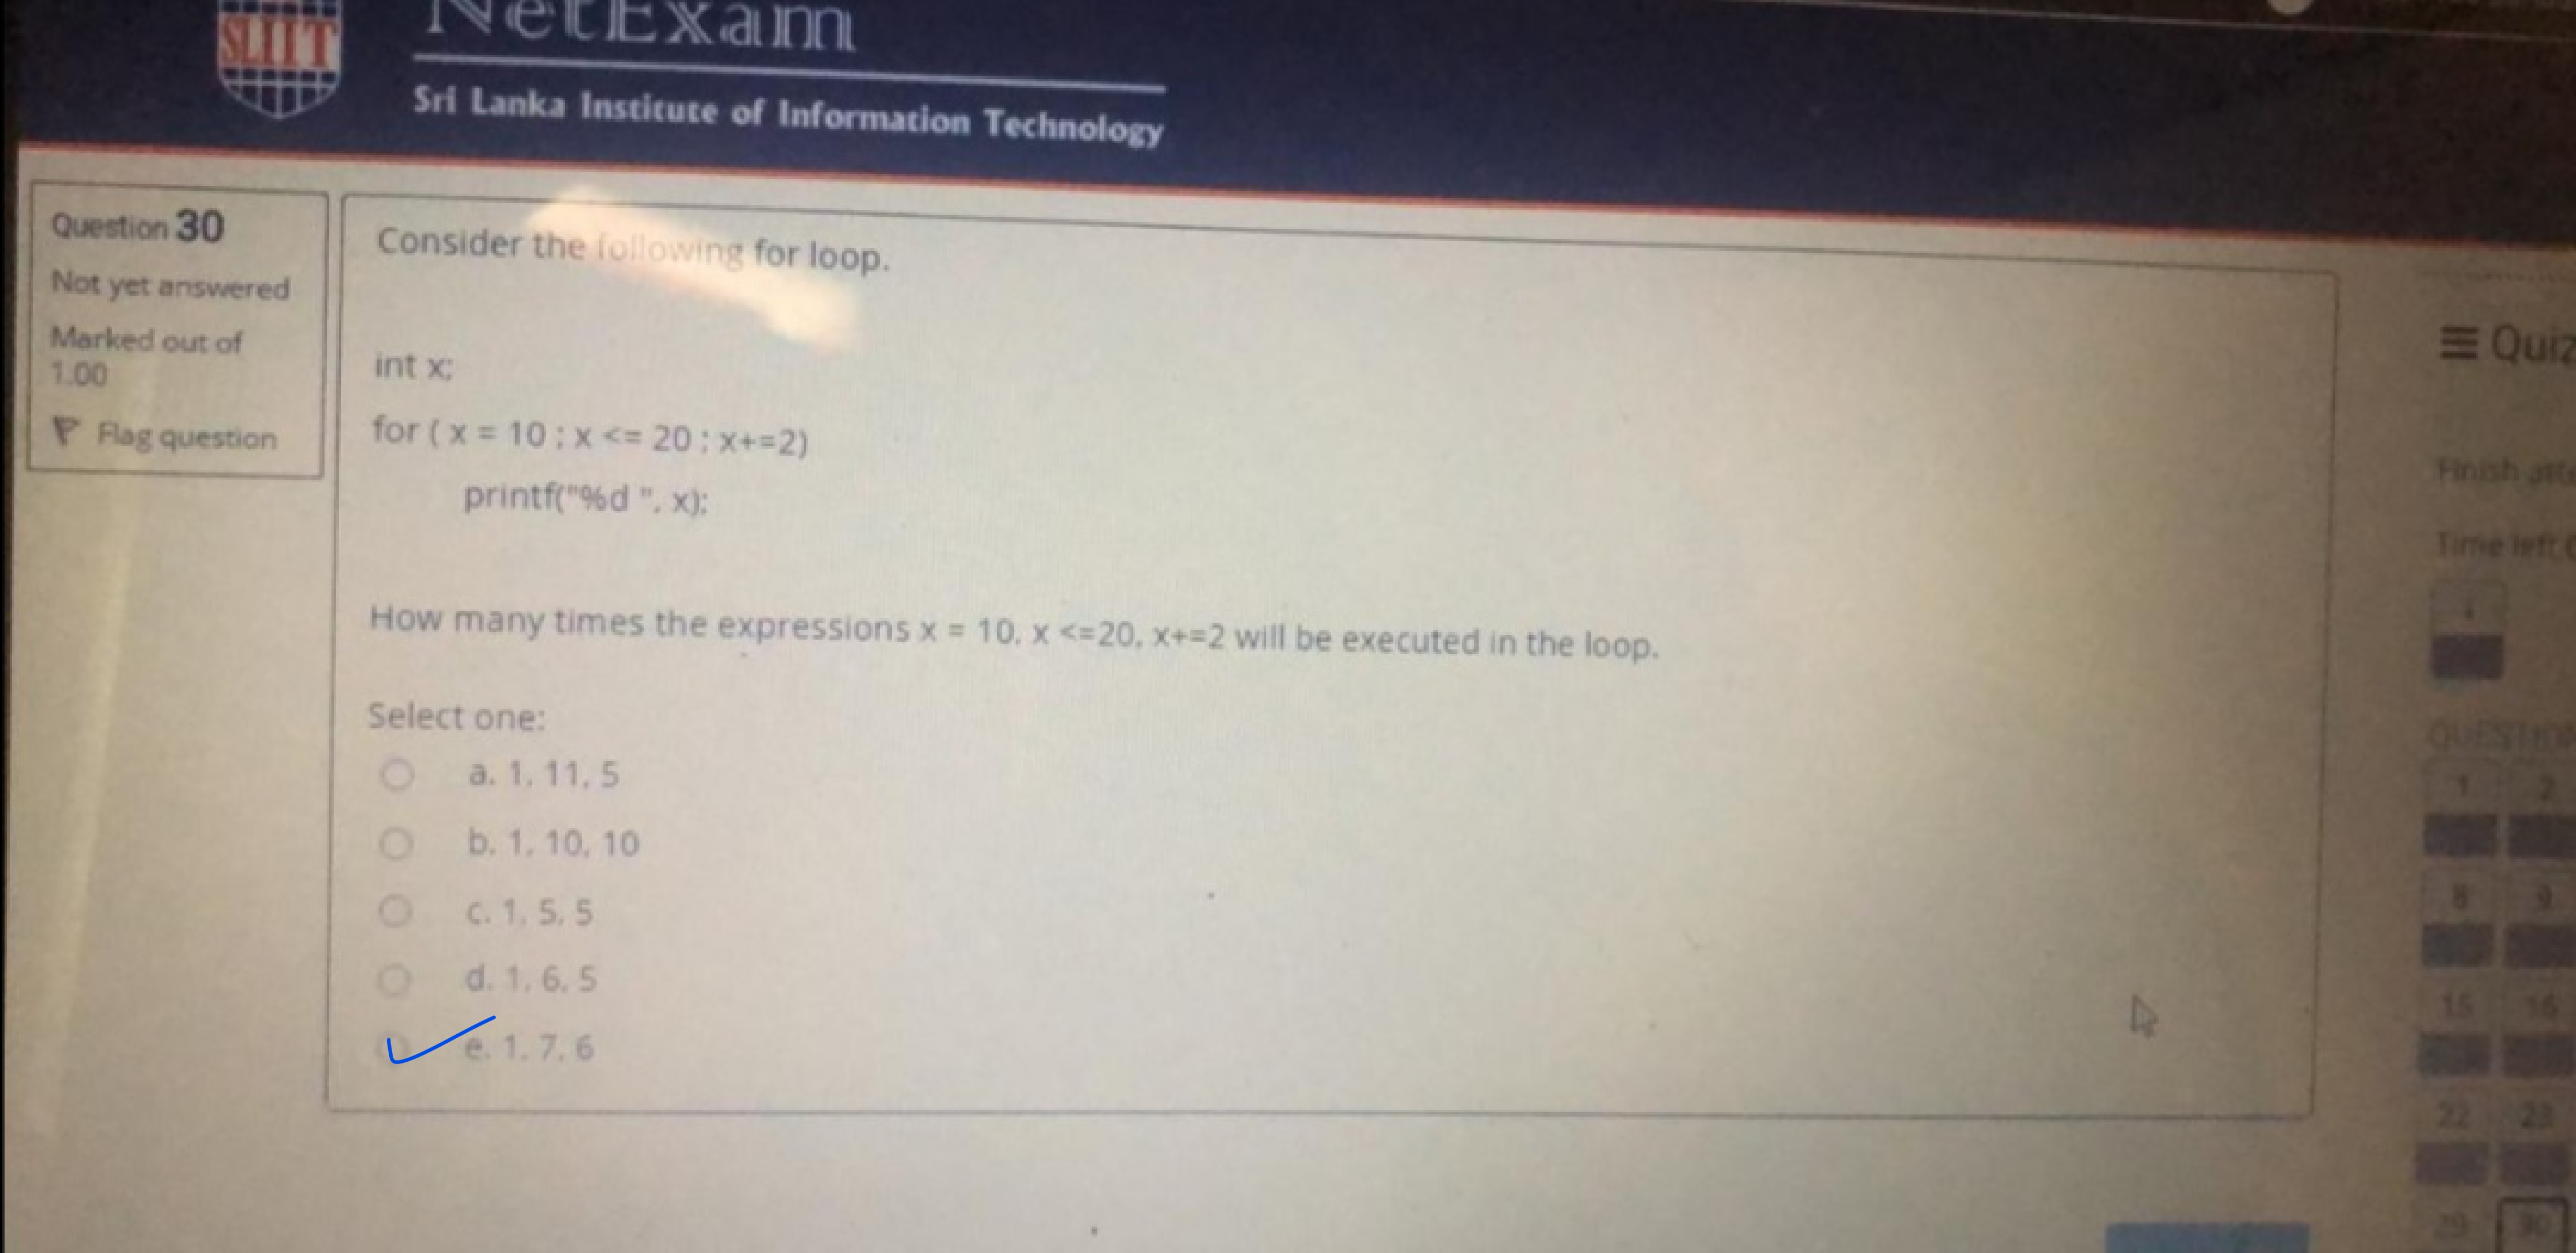 SLIIT
NetExam
Sri Lanka Institute of Information Technology
Question 30
Not yet answered
Marked out of
1.00
Flag question
Consider the following for loop.
int x;
for ( x = 10 ; x <= 20 ; x+=2)
printf("%d ", x);
How many times the expressions x = 10, x <=20, x+=2 will be executed in the loop.
Select one:
a. 1, 11, 5
b. 1, 10, 10
c. 1, 5, 5
d. 1, 6, 5
e. 1, 7, 6
Quiz
Finish
Time left
QUESTION
1 2
8 9
15 16
22 23
29 30